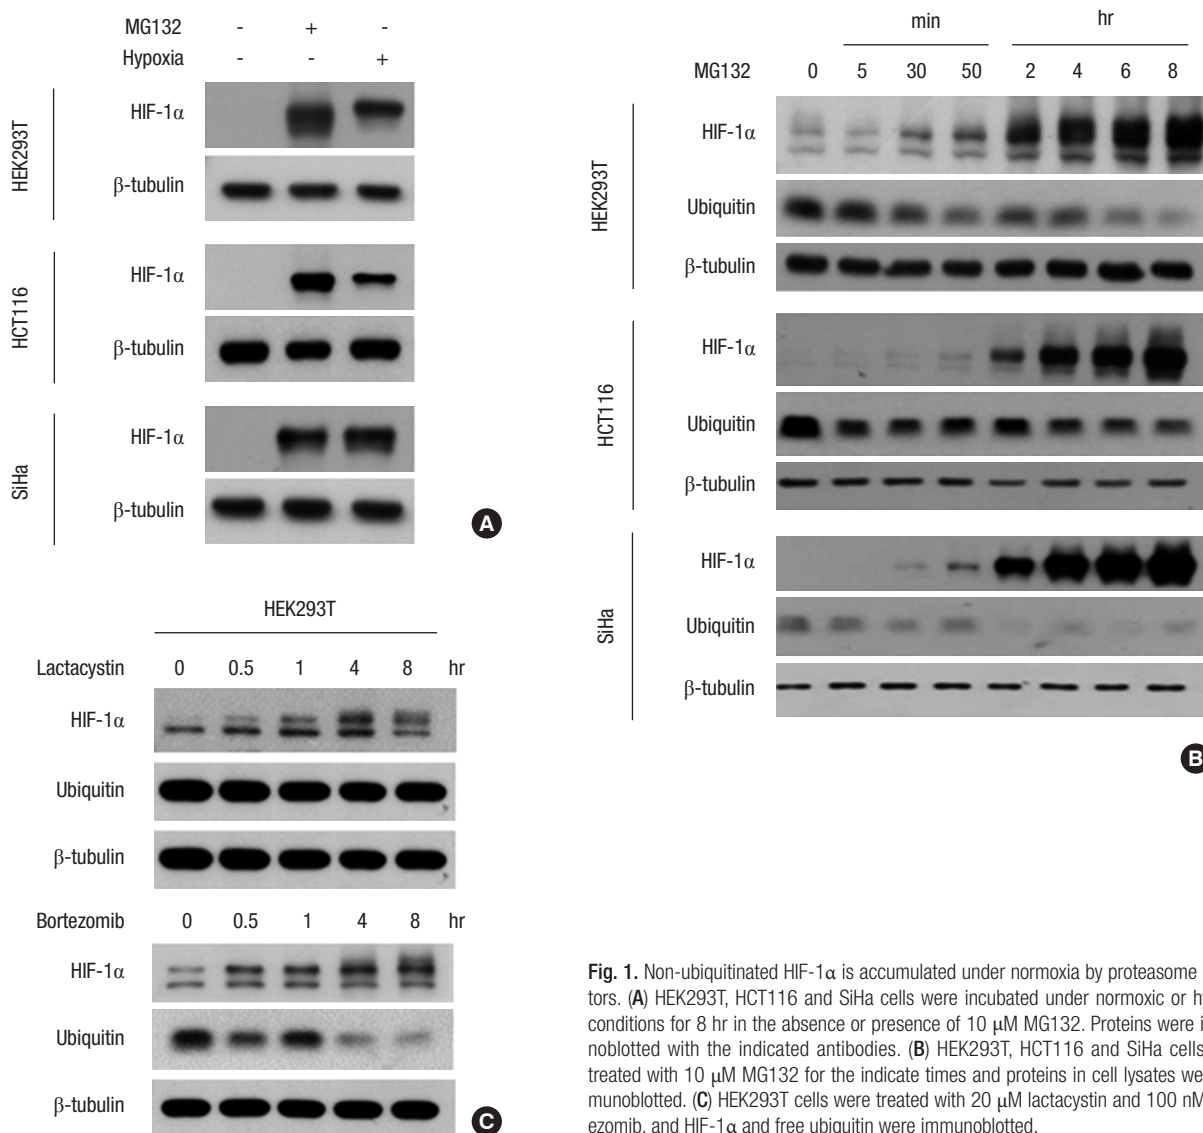 MG132 - + -
Hypoxia - - +
HEK293T
HIF-1α
β-tubulin
HCT116
HIF-1α
β-tubulin
SiHa
HIF-1α
β-tubulin
A
min hr
MG132 0 5 30 50 2 4 6 8
HEK293T
HIF-1α
Ubiquitin
β-tubulin
HCT116
HIF-1α
Ubiquitin
β-tubulin
SiHa
HIF-1α
Ubiquitin
β-tubulin
B
HEK293T
Lactacystin 0 0.5 1 4 8 hr
HIF-1α
Ubiquitin
β-tubulin
Bortezomib 0 0.5 1 4 8 hr
HIF-1α
Ubiquitin
β-tubulin
C
Fig. 1. Non-ubiquitinated HIF-1α is accumulated under normoxia by proteasome
tors. (A) HEK293T, HCT116 and SiHa cells were incubated under normoxic or
conditions for 8 hr in the absence or presence of 10 μM MG132. Proteins were
noblotted with the indicated antibodies. (B) HEK293T, HCT116 and SiHa cells
treated with 10 μM MG132 for the indicate times and proteins in cell lysates we
munoblotted. (C) HEK293T cells were treated with 20 μM lactacystin and 100 nM
ezomib, and HIF-1α and free ubiquitin were immunoblotted.